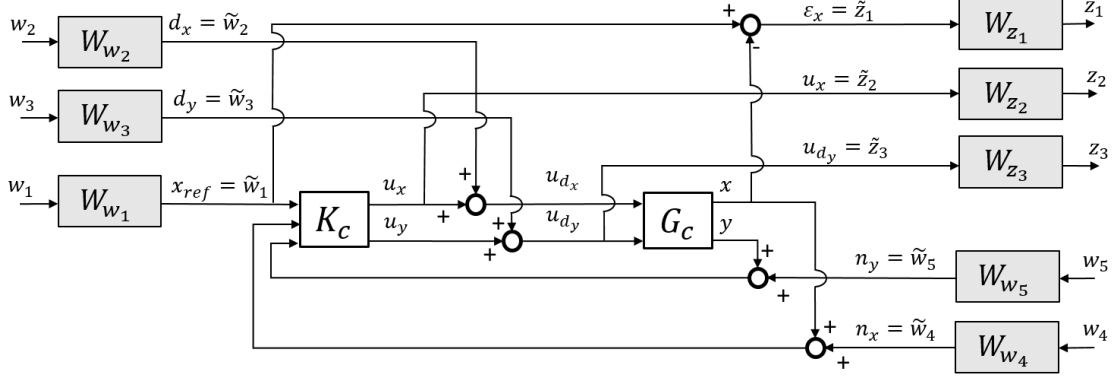 w₂ W_{w₂} d_x = w̃₂ + ε_x = z̃₁ W_{z₁} z₁
-
w₃ W_{w₃} d_y = w̃₃ u_x = z̃₂ W_{z₂} z₂
u_{d_y} = z̃₃ W_{z₃} z₃
w₁ W_{w₁} x_{ref} = w̃₁ K_c u_x + + u_{d_x} G_c x
u_y + + u_{d_y} y
+ + n_y = w̃₅ W_{w₅} w₅
+ + n_x = w̃₄ W_{w₄} w₄